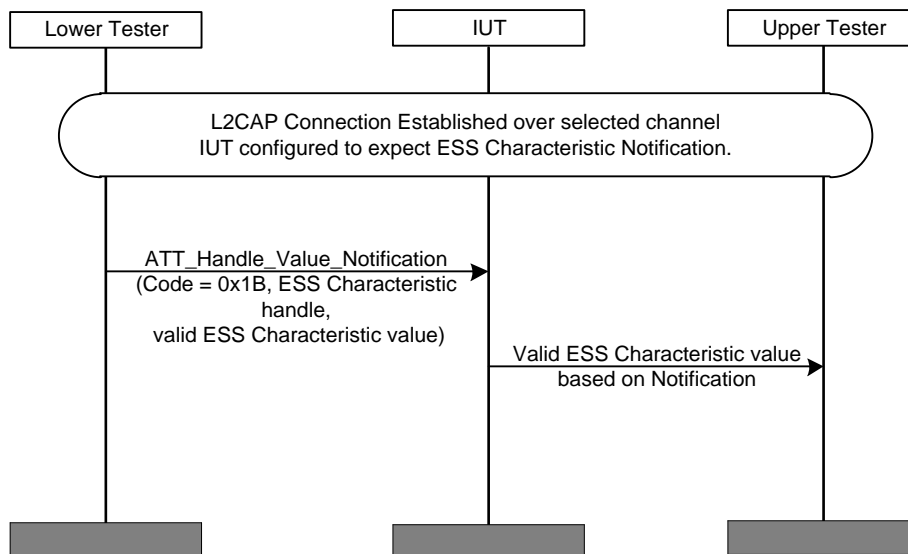 Lower Tester
IUT
Upper Tester
L2CAP Connection Established over selected channel
IUT configured to expect ESS Characteristic Notification.
ATT_Handle_Value_Notification
(Code = 0x1B, ESS Characteristic
handle,
valid ESS Characteristic value)
Valid ESS Characteristic value
based on Notification